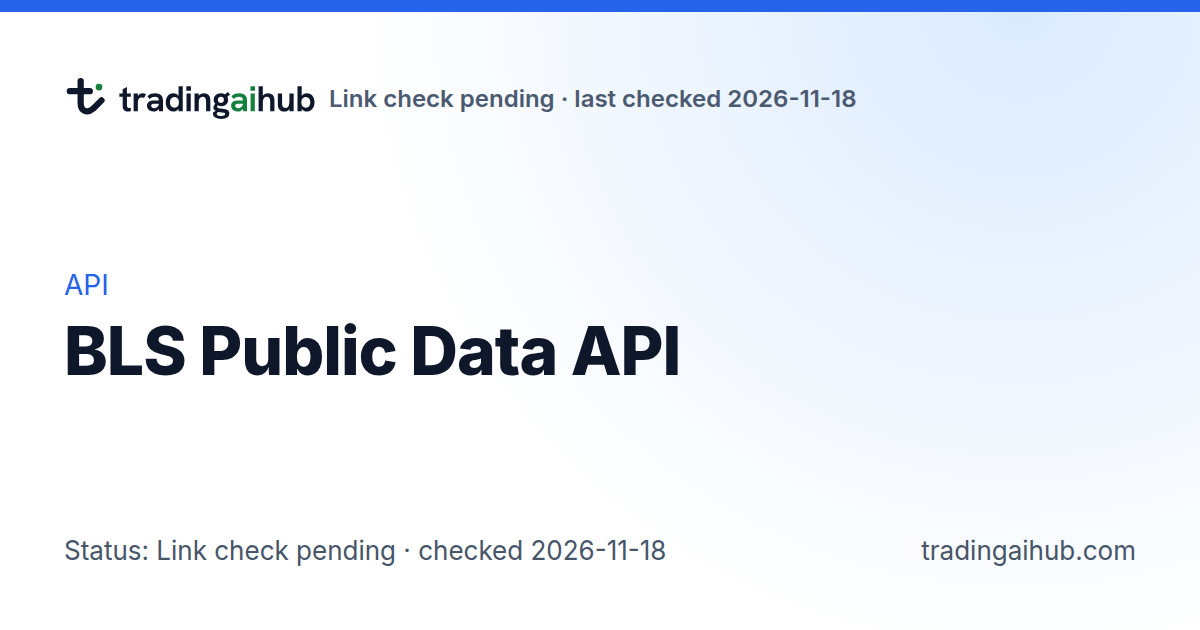 tradingaihub Link check pending · last checked 2026-11-18
API
BLS Public Data API
Status: Link check pending · checked 2026-11-18
tradingaihub.com